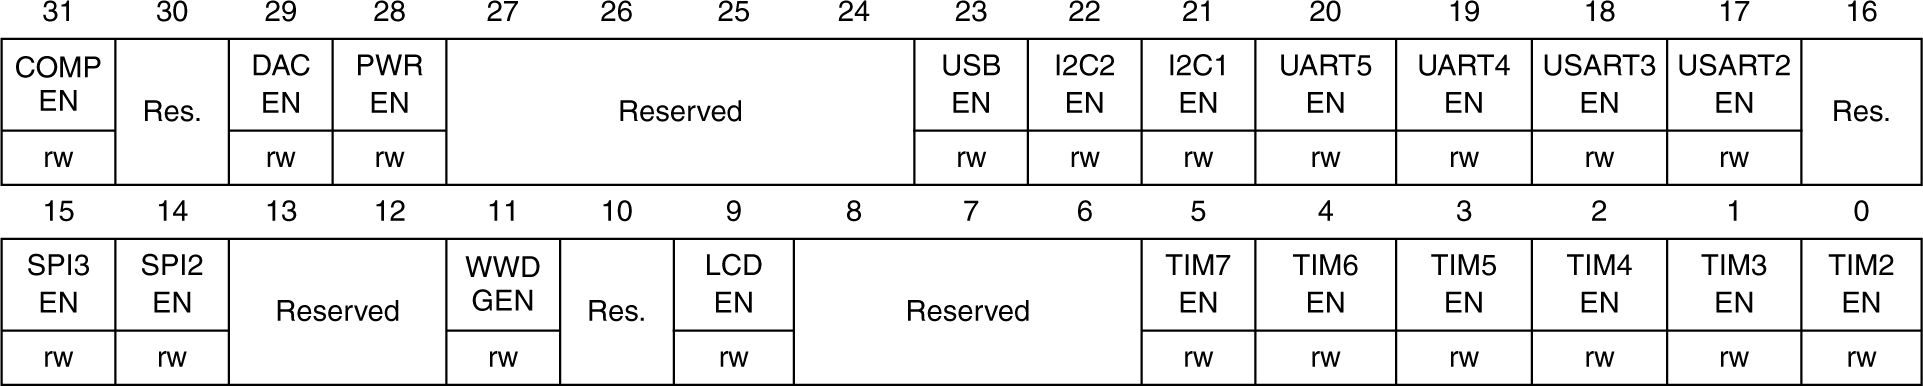 31 30 29 28 27 26 25 24 23 22 21 20 19 18 17 16
COMP EN Res. DAC EN PWR EN Reserved USB EN I2C2 EN I2C1 EN UART5 EN UART4 EN USART3 EN USART2 EN Res.
rw rw rw rw rw rw rw rw rw rw
15 14 13 12 11 10 9 8 7 6 5 4 3 2 1 0
SPI3 EN SPI2 EN Reserved WWD GEN Res. LCD EN Reserved TIM7 EN TIM6 EN TIM5 EN TIM4 EN TIM3 EN TIM2 EN
rw rw rw rw rw rw rw rw rw rw